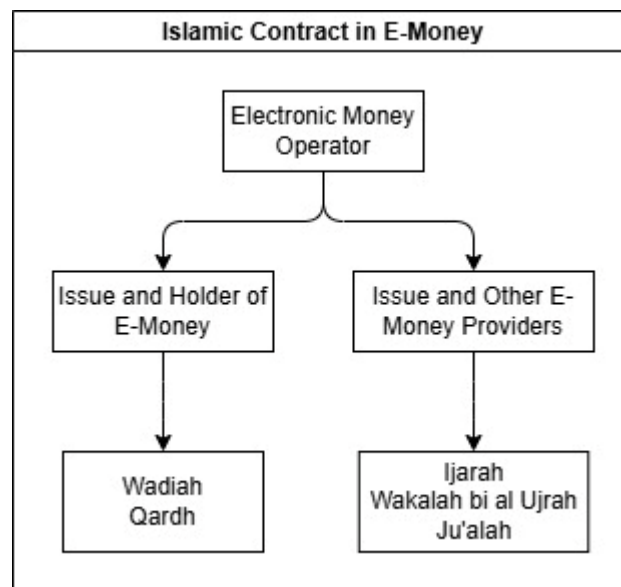 Islamic Contract in E-Money
Electronic Money
Operator
Issue and Holder of
E-Money
Issue and Other E-
Money Providers
Wadiah
Qardh
Ijarah
Wakalah bi al Ujrah
Ju'alah